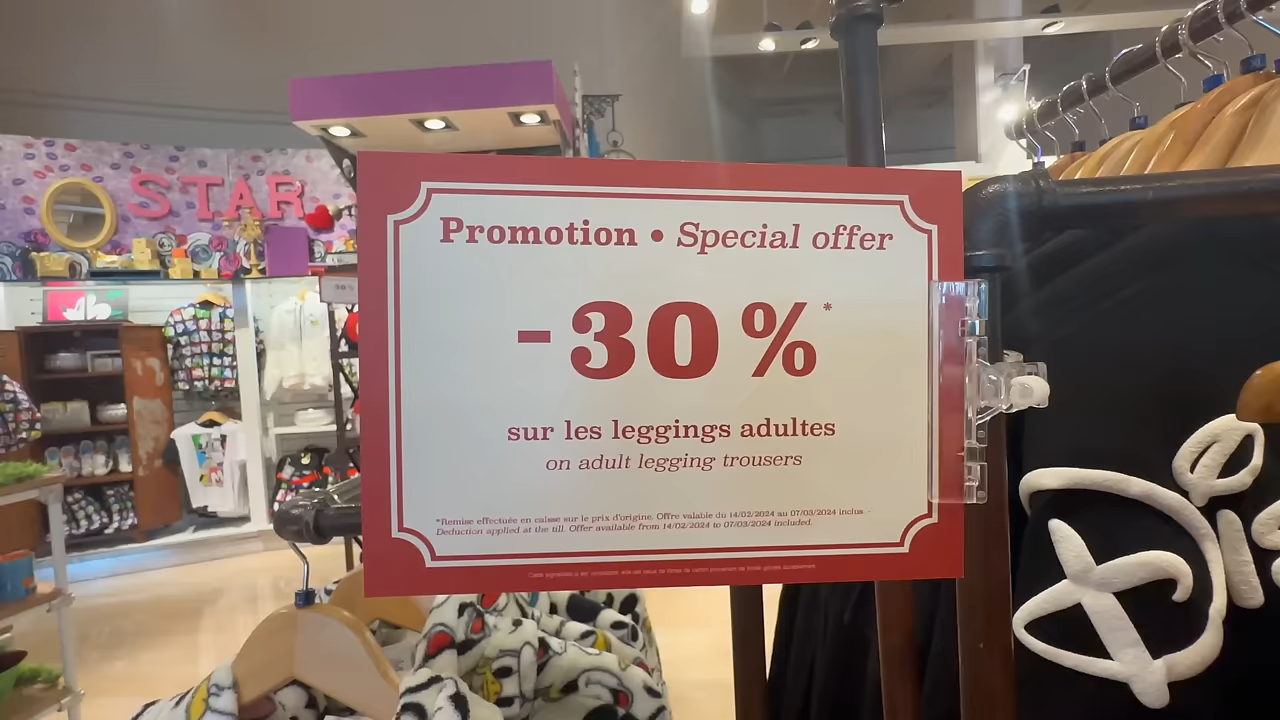 STAR
Promotion • Special offer
-30%*
sur les leggings adultes
on adult legging trousers
*Remise effectuée en caisse sur le prix d'origine. Offre valable du 14/02/2024 au 07/03/2024 inclus -
Deduction applied at the till. Offer available from 14/02/2024 to 07/03/2024 included.
Dis